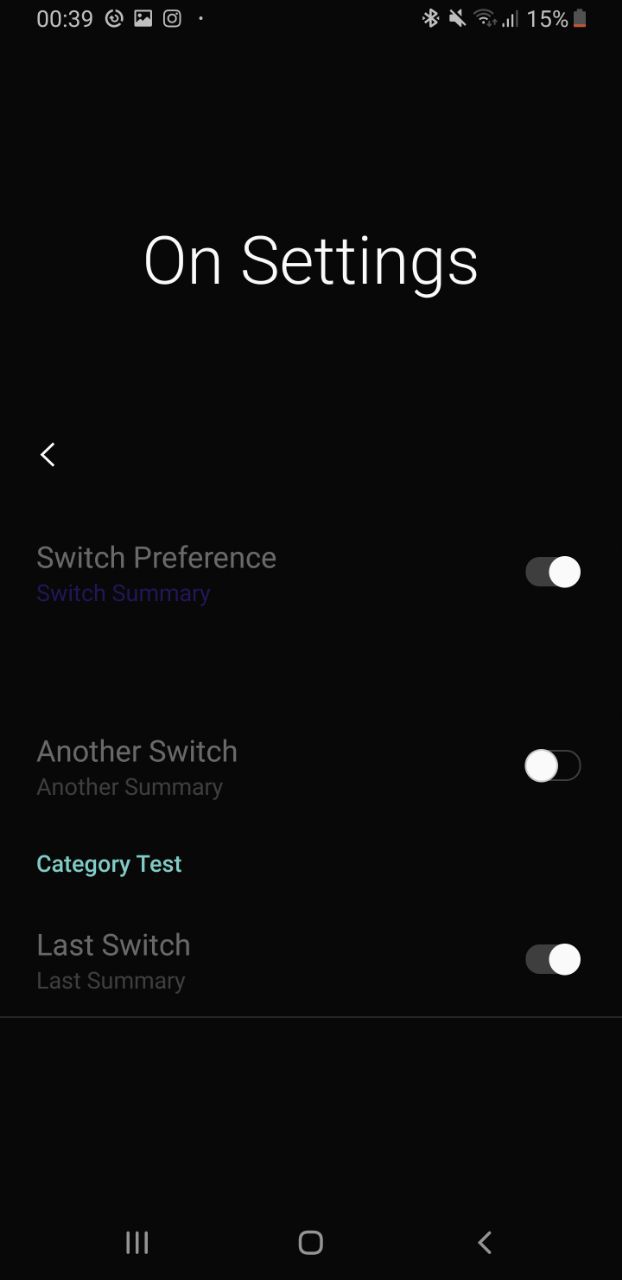 00:39
15%
On Settings
Switch Preference
Switch Summary
Another Switch
Another Summary
Category Test
Last Switch
Last Summary